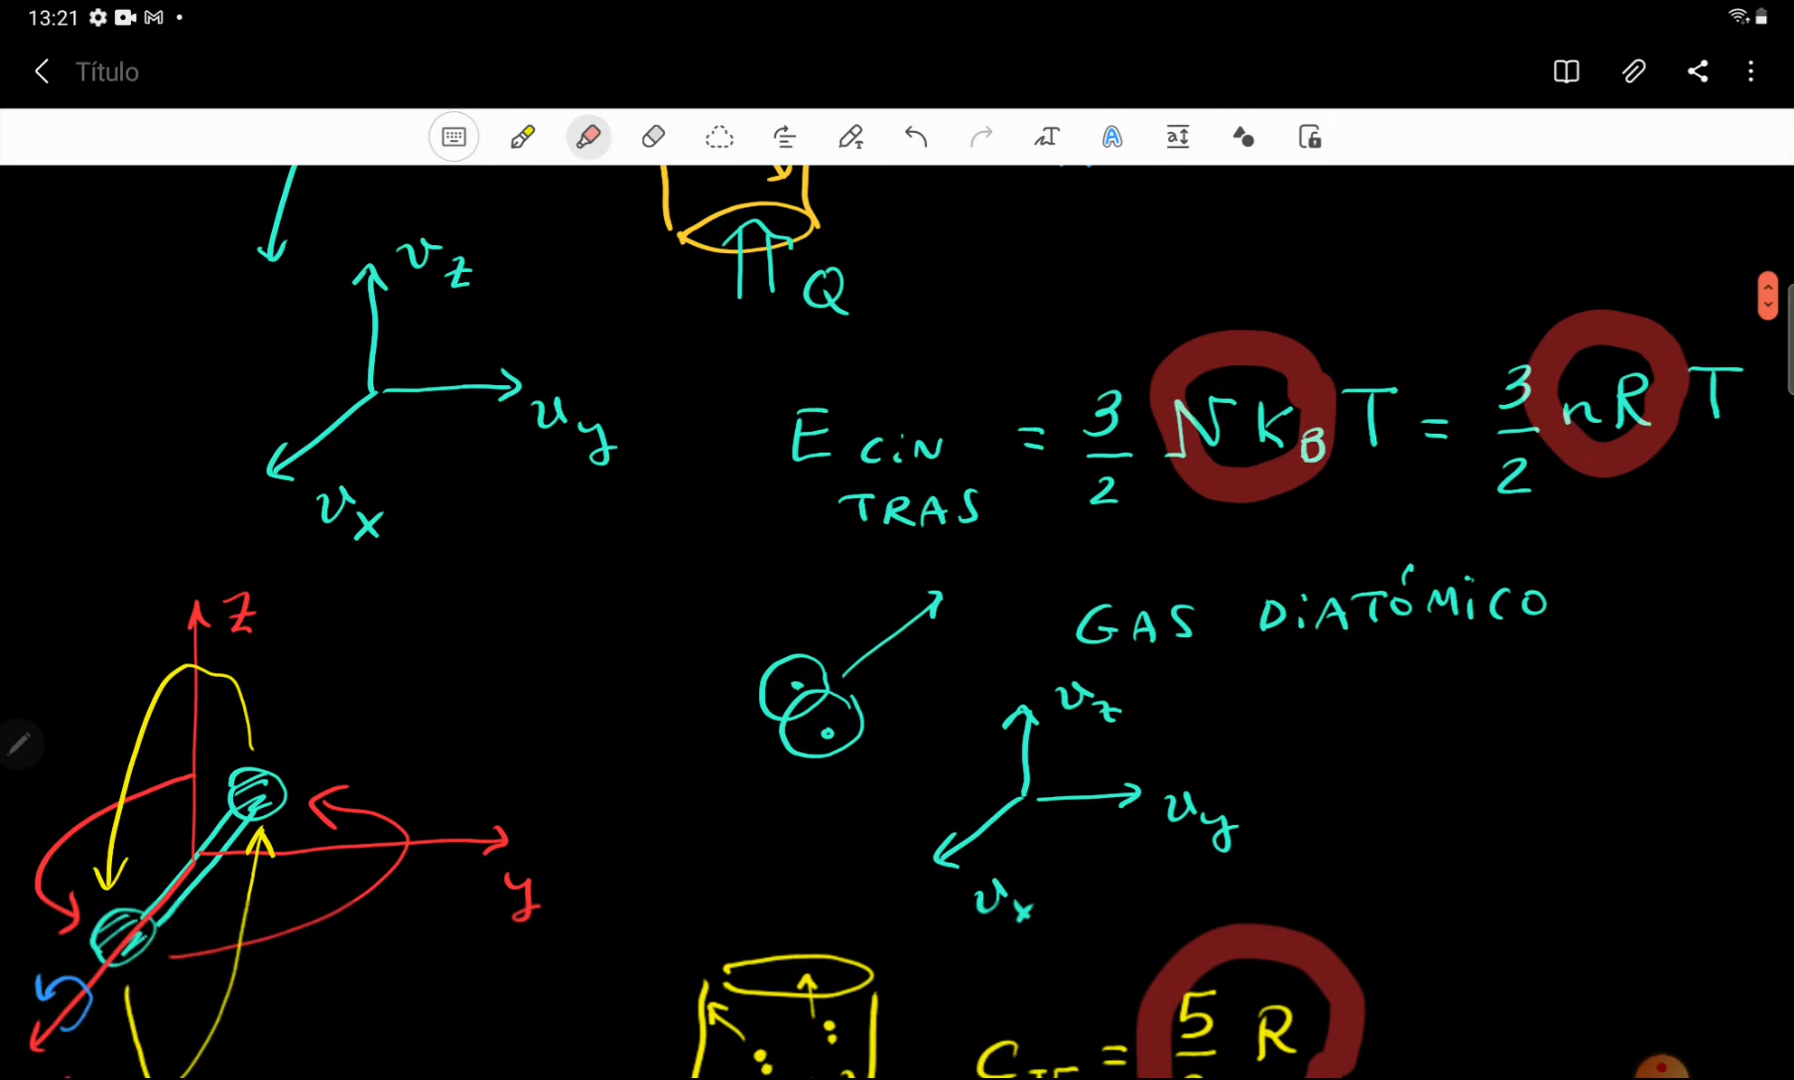 13:21
Título
v_z
Q
v_y
v_x
E_CiN TRAS = 3/2 N k_B T = 3/2 nR T
z
GAS DiATÓMiCO
v_z
v_y
y
v_x
5 R
C =